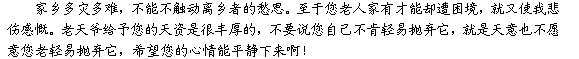 家乡多灾多难，不能不触动离乡者的愁思。至于您老人家有才能却遭困境，就又使我悲
伤感慨。老天爷给予您的天资是很丰厚的，不要说您自己不肯轻易抛弃它，就是天意也不愿
意您老轻易抛弃它，希望您的心情能平静下来啊！